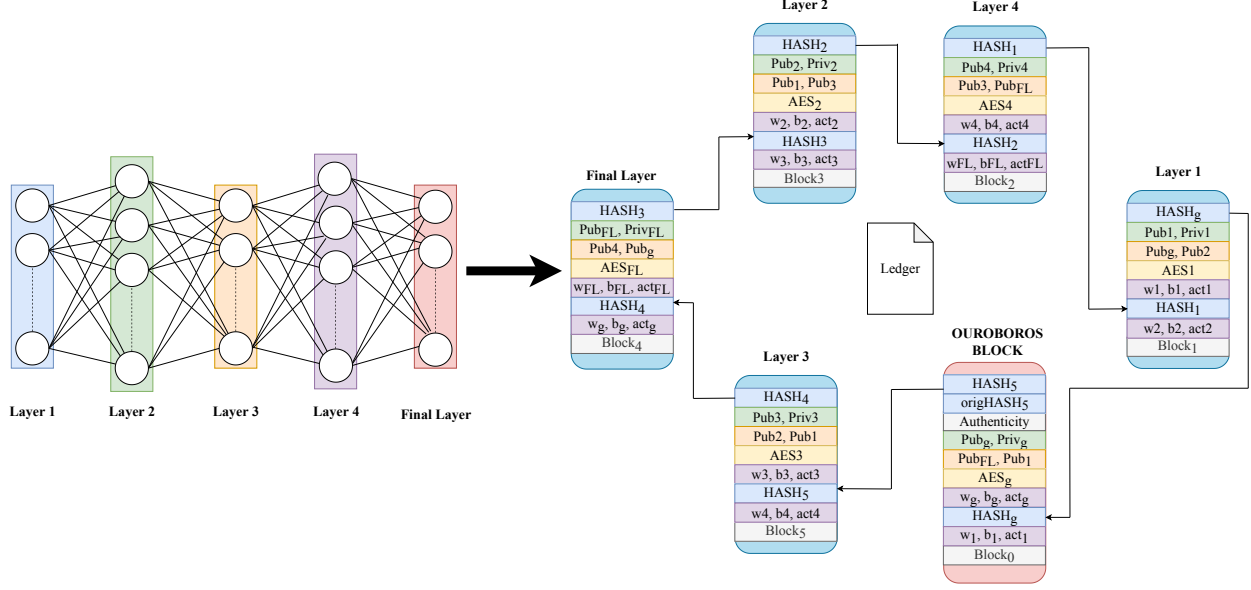 Layer 1
Layer 2
Layer 3
Layer 4
Final Layer
Final Layer
HASH3
PubFL, PrivFL
Pub4, Pubg
AESFL
wFL, bFL, actFL
HASH4
wg, bg, actg
Block4
Layer 2
HASH2
Pub2, Priv2
Pub1, Pub3
AES2
w2, b2, act2
HASH3
w3, b3, act3
Block3
Layer 4
HASH1
Pub4, Priv4
Pub3, PubFL
AES4
w4, b4, act4
HASH2
wFL, bFL, actFL
Block2
Layer 1
HASHg
Pub1, Priv1
Pubg, Pub2
AES1
w1, b1, act1
HASH1
w2, b2, act2
Block1
Ledger
Layer 3
HASH4
Pub3, Priv3
Pub2, Pub1
AES3
w3, b3, act3
HASH5
w4, b4, act4
Block5
OUROBOROS
BLOCK
HASH5
origHASH5
Authenticity
Pubg, Privg
PubFL, Pub1
AESg
wg, bg, actg
HASHg
w1, b1, act1
Block0